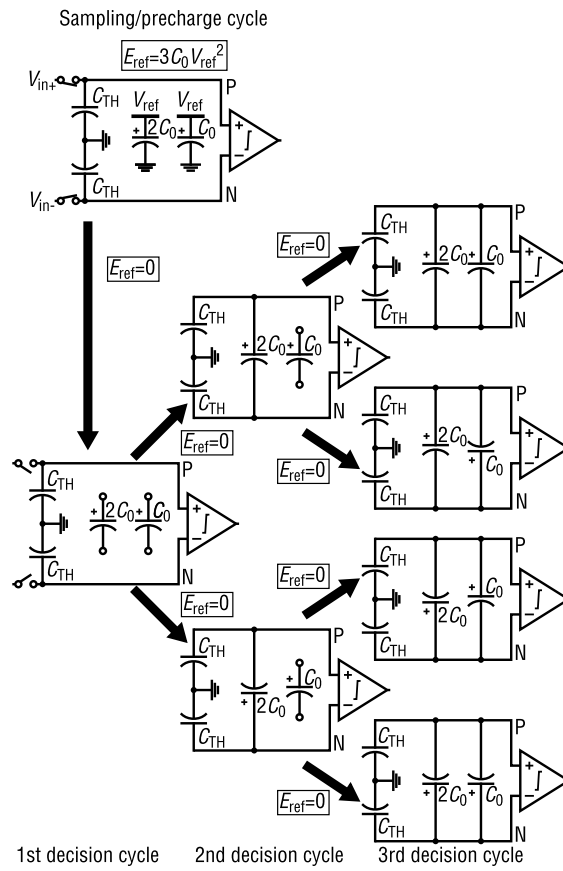 Sampling/precharge cycle
E_ref=3C_0V_ref^2
V_in+
P
C_TH
V_ref V_ref
+ 2C_0 + C_0
+
−
C_TH
N
V_in-
E_ref=0
P
C_TH
E_ref=0
+ 2C_0 + C_0
+
−
C_TH
N
P
C_TH
+ 2C_0 + C_0
+
−
C_TH
N
E_ref=0
E_ref=0
P
C_TH
+ 2C_0 + C_0
+
−
C_TH
N
P
C_TH
+ 2C_0 + C_0
+
−
C_TH
N
E_ref=0
E_ref=0
P
C_TH
+ 2C_0 + C_0
+
−
C_TH
N
P
C_TH
+ 2C_0 + C_0
+
−
C_TH
N
E_ref=0
P
C_TH
+ 2C_0 + C_0
+
−
C_TH
N
1st decision cycle 2nd decision cycle 3rd decision cycle